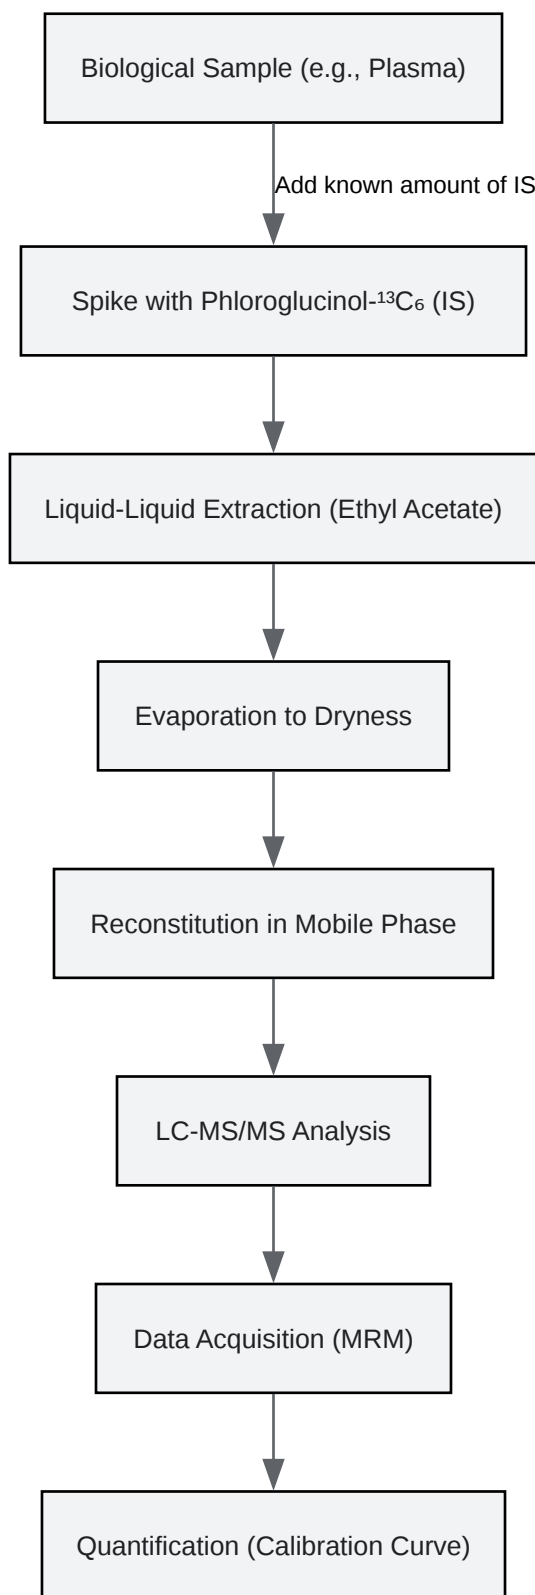 Biological Sample (e.g., Plasma)
Add known amount of IS
Spike with Phloroglucinol-¹³C₆ (IS)
Liquid-Liquid Extraction (Ethyl Acetate)
Evaporation to Dryness
Reconstitution in Mobile Phase
LC-MS/MS Analysis
Data Acquisition (MRM)
Quantification (Calibration Curve)